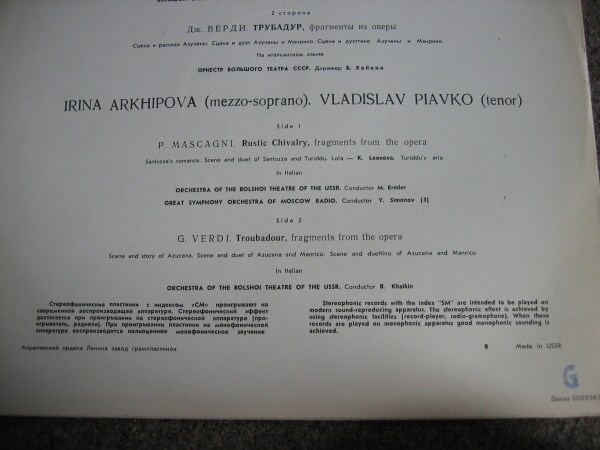 2 сторона
Дж. ВЕРДИ. ТРУБАДУР, фрагменты из оперы
Сцена и рассказ Азучены. Сцена и дуэт Азучены и Манрико. Сцена и дуэттино Азучены и Манрико
На итальянском языке
ОРКЕСТР БОЛЬШОГО ТЕАТРА СССР. Дирижер Б. Хайкин
IRINA ARKHIPOVA (mezzo-soprano). VLADISLAV PIAVKO (tenor)
Side 1
P. MASCAGNI. Rustic Chivalry, fragments from the opera
Santuzza's romance. Scene and duet of Santuzza and Turiddu. Lola — K. Leonova. Turiddu's aria
In Italian
ORCHESTRA OF THE BOLSHOI THEATRE OF THE USSR. Conductor M. Ermler
GREAT SYMPHONY ORCHESTRA OF MOSCOW RADIO. Conductor Y. Simonov (3)
Side 2
G. VERDI. Troubadour, fragments from the opera
Scene and story of Azucena. Scene and duet of Azucena and Manrico. Scene and duettino of Azucena and Manrico
In Italian
ORCHESTRA OF THE BOLSHOI THEATRE OF THE USSR. Conductor B. Khaikin
Стереофонические пластинки с индексом «СМ» проигрывают на
современной воспроизводящей аппаратуре. Стереофонический эффект
достигается при проигрывании на стереофонической аппаратуре (про-
игрыватель, радиола). При проигрывании пластинки на монофонической
аппаратуре воспроизводится полноценное монофоническое звучание
Stereophonic records with the index "SM" are intended to be played on
modern sound-reproducing apparatus. The stereophonic effect is achieved by
using stereophonic facilities (record-player, radio-gramophone). When these
records are played on monophonic apparatus good monophonic sounding is
achieved.
Апрелевский ордена Ленина завод грампластинок
8 Made in USSR
G
Заказ